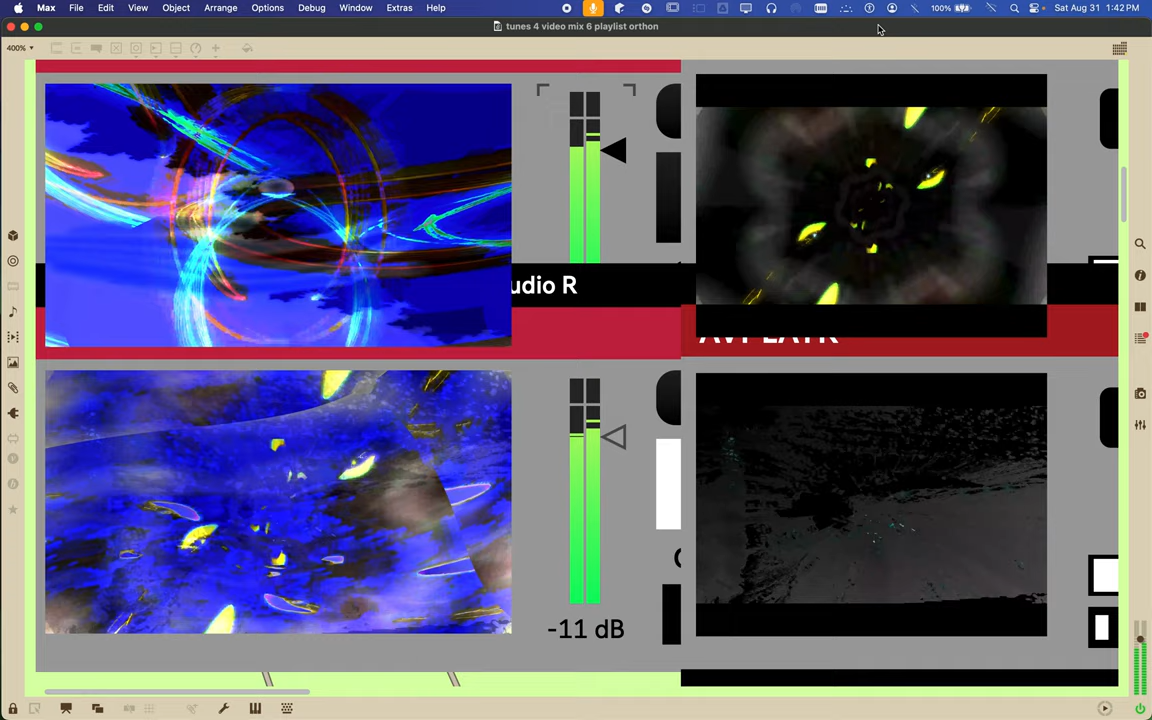 Max File Edit View Object Arrange Options Debug Window Extras Help 100% Sat Aug 31 1:42 PM
tunes 4 video mix 6 playlist orthon
400%
udio R
-11 dB